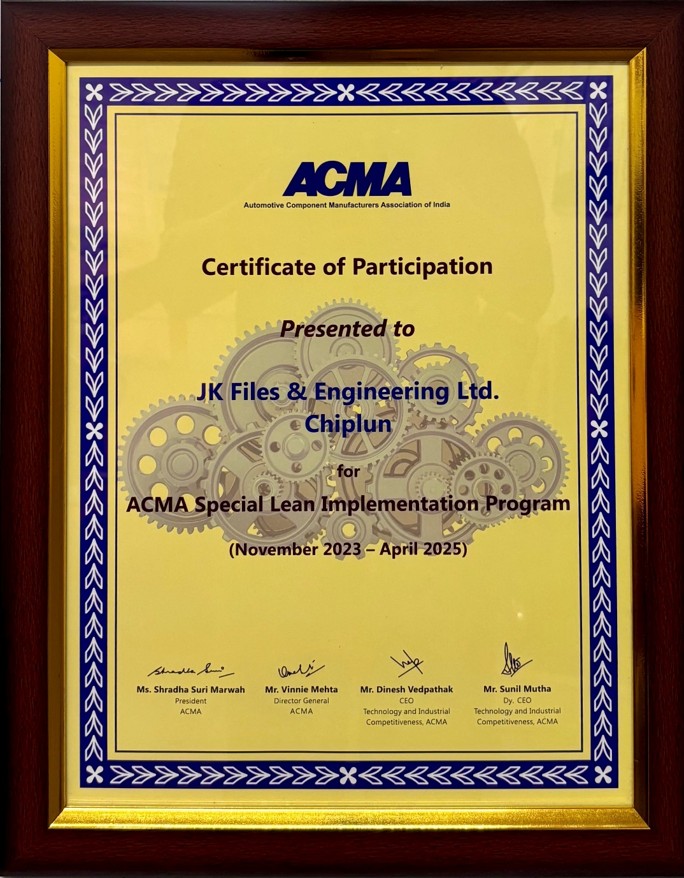 ACMA
Automotive Component Manufacturers Association of India
Certificate of Participation
Presented to
JK Files & Engineering Ltd.
Chiplun
for
ACMA Special Lean Implementation Program
(November 2023 – April 2025)
Ms. Shradha Suri Marwah
President
ACMA
Mr. Vinnie Mehta
Director General
ACMA
Mr. Dinesh Vedpathak
CEO
Technology and Industrial
Competitiveness, ACMA
Mr. Sunil Mutha
Dy. CEO
Technology and Industrial
Competitiveness, ACMA